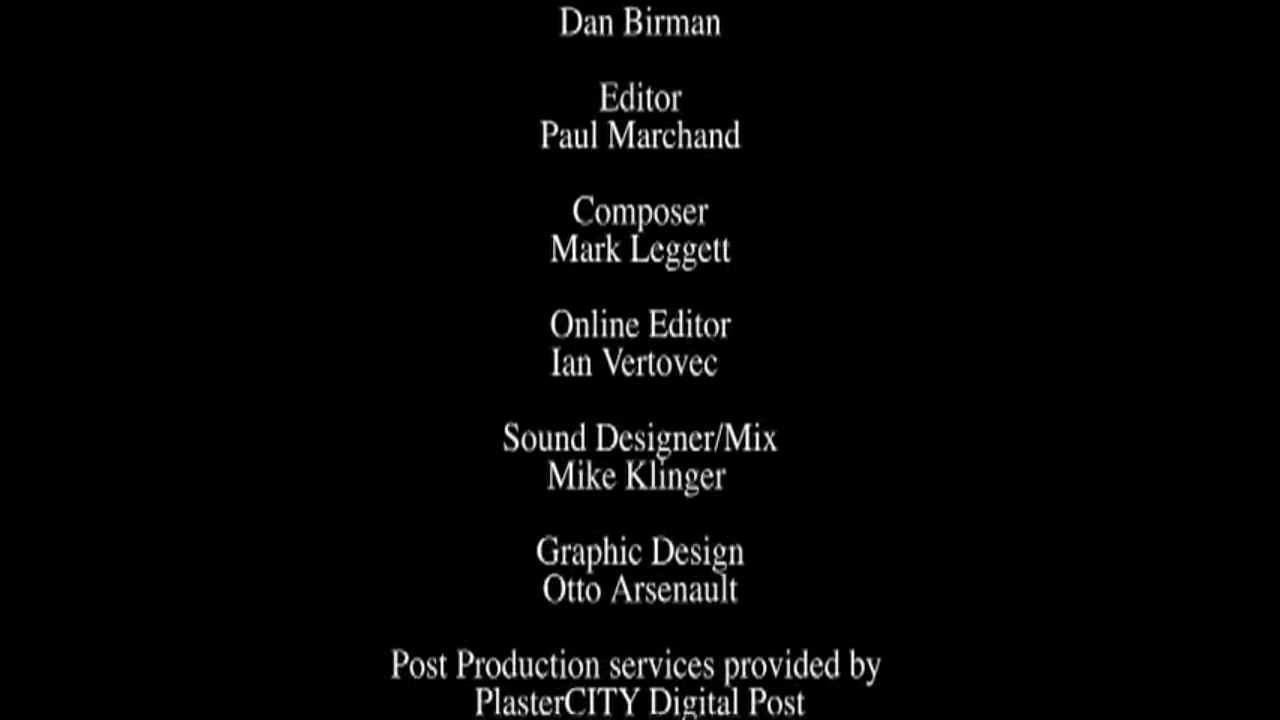 Dan Birman
Editor
Paul Marchand
Composer
Mark Leggett
Online Editor
Ian Vertovec
Sound Designer/Mix
Mike Klinger
Graphic Design
Otto Arsenault
Post Production services provided by
PlasterCITY Digital Post